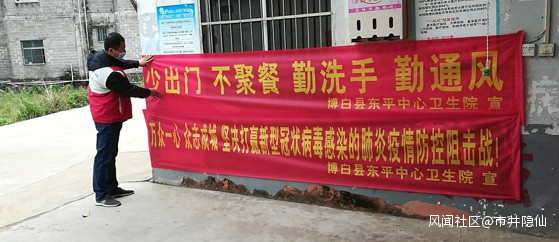 少出门 不聚餐 勤洗手 勤通风
博白县东平中心卫生院 宣
万众一心 众志成城 坚决打赢新型冠状病毒感染的肺炎疫情防控阻击战！
博白县东平中心卫生院 宣
风闻社区@市井隐仙